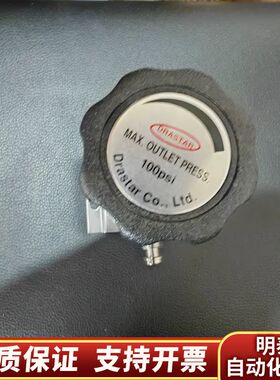 DRASTAR
MAX. OUTLET PRESS.
100psi
Drastar Co., Ltd.
质保证 支持开票
明泰
自动化